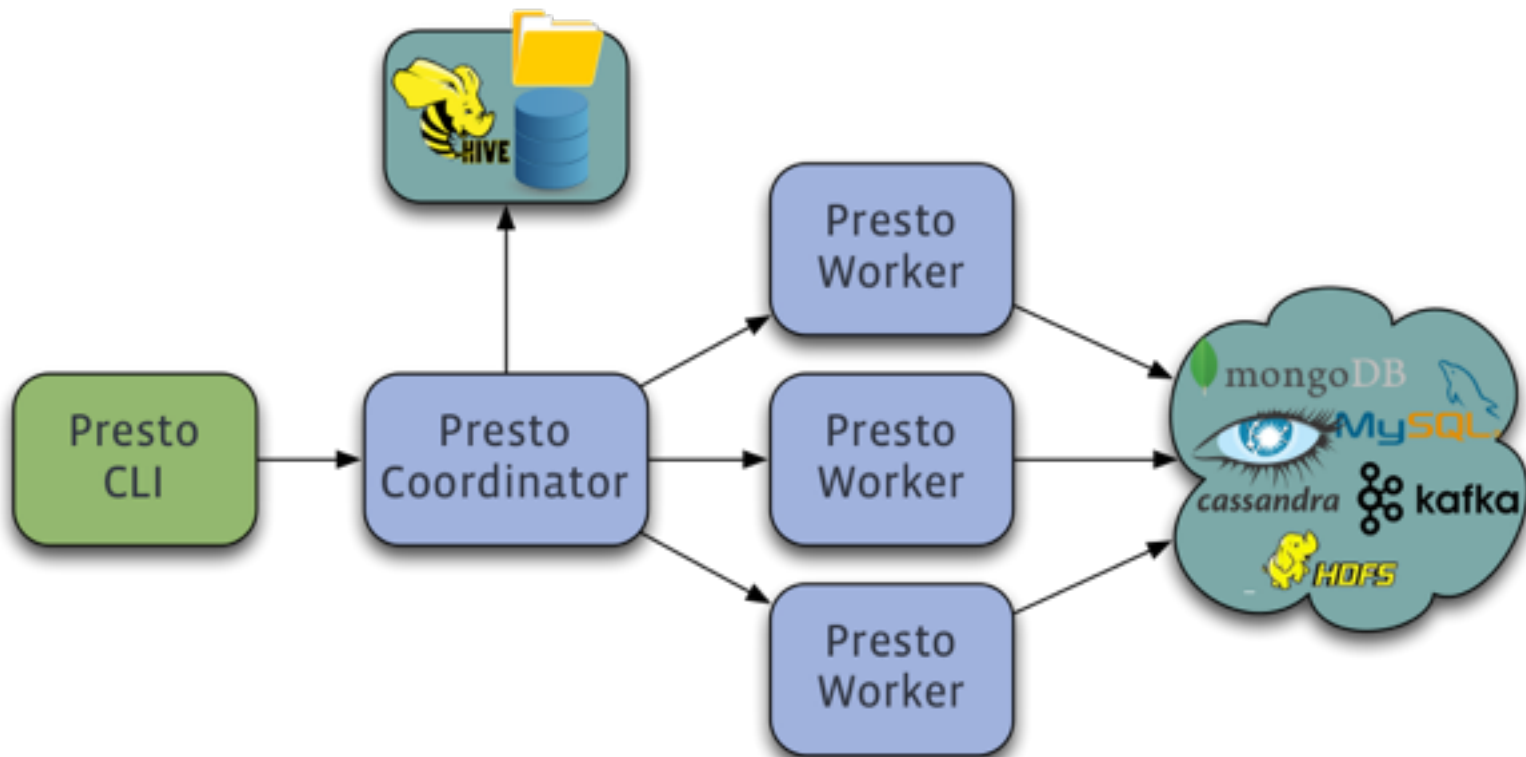 HIVE
Presto
Worker
Presto
CLI
Presto
Coordinator
Presto
Worker
Presto
Worker
mongoDB
MySQL
cassandra
kafka
HDFS